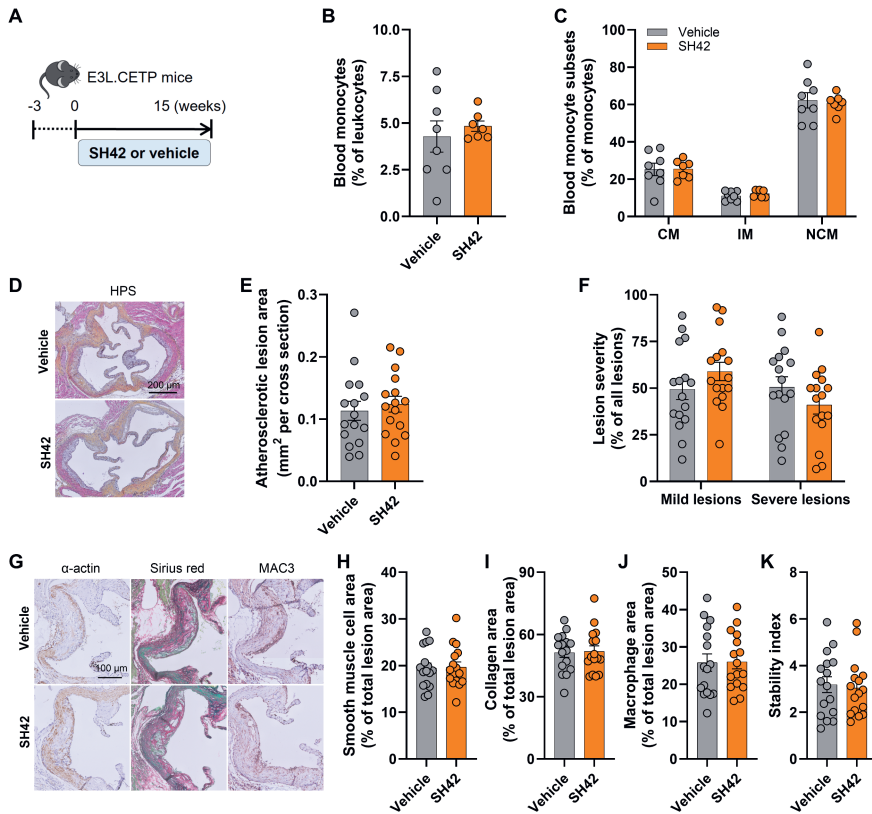 A
E3L.CETP mice
-3
0
15 (weeks)
SH42 or vehicle
B
Blood monocytes
(% of leukocytes)
10.0
7.5
5.0
2.5
0.0
Vehicle
SH42
C
Blood monocyte subsets
(% of monocytes)
100
80
60
40
20
0
Vehicle
SH42
CM
IM
NCM
D
HPS
Vehicle
200 µm
SH42
E
Atherosclerotic lesion area
(mm² per cross section)
0.3
0.2
0.1
0.0
Vehicle
SH42
F
Lesion severity
(% of all lesions)
100
75
50
25
0
Mild lesions
Severe lesions
G
α-actin
Sirius red
MAC3
Vehicle
100 µm
SH42
H
Smooth muscle cell area
(% of total lesion area)
40
30
20
10
0
Vehicle
SH42
I
Collagen area
(% of total lesion area)
90
60
30
0
Vehicle
SH42
J
Macrophage area
(% of total lesion area)
50
40
30
20
10
0
Vehicle
SH42
K
Stability index
8
6
4
2
0
Vehicle
SH42